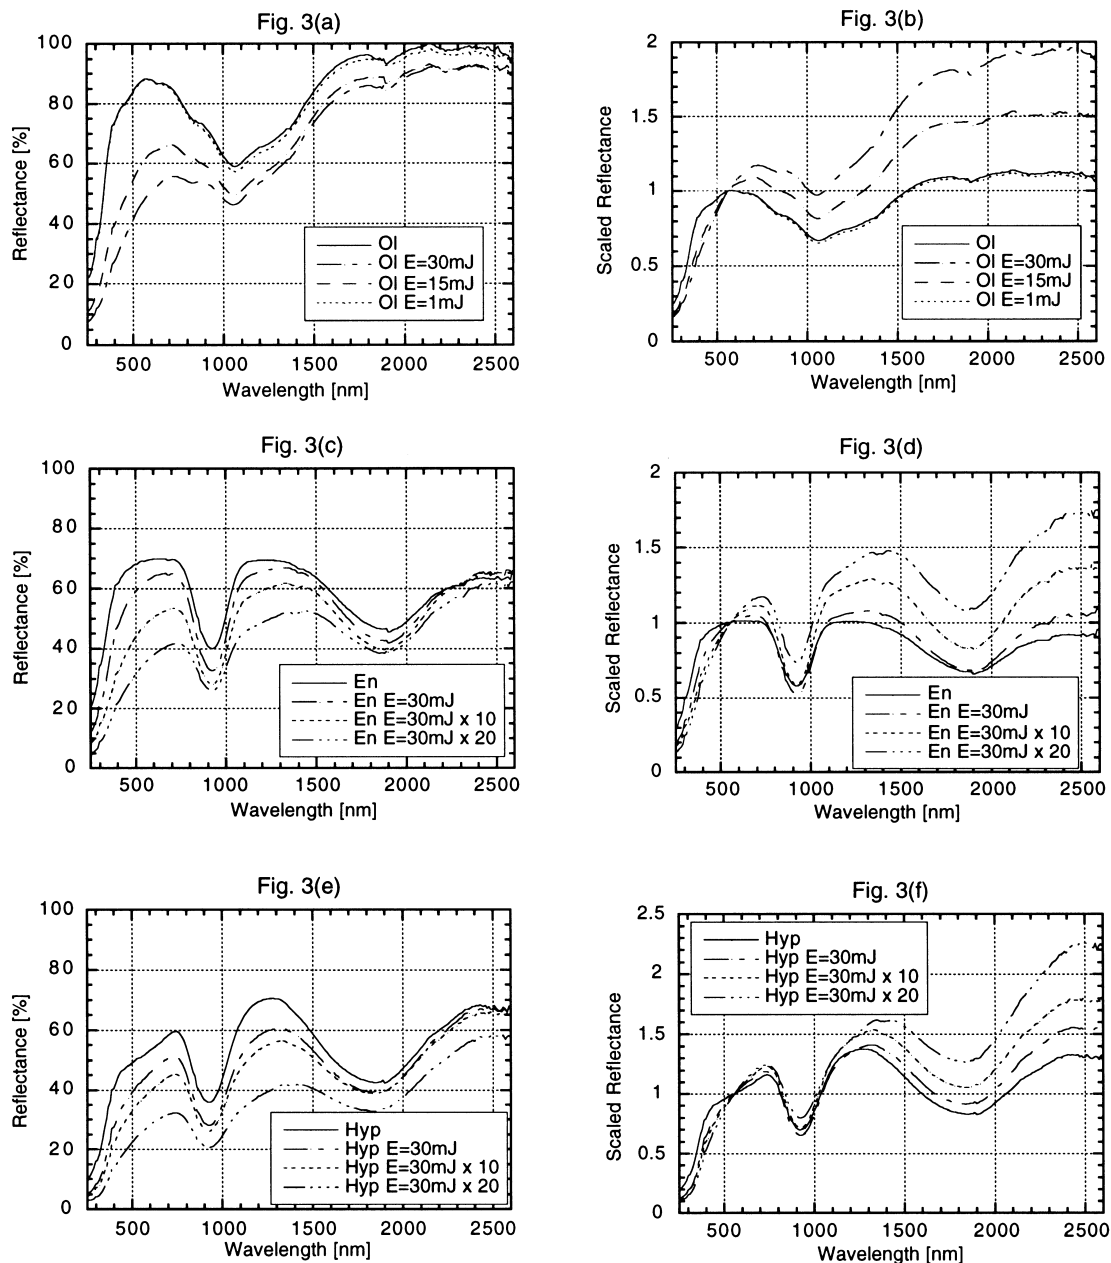 Fig. 3(a)
100
80
60
40
20
0
Reflectance [%]
Ol
Ol E=30mJ
Ol E=15mJ
Ol E=1mJ
500 1000 1500 2000 2500
Wavelength [nm]
Fig. 3(b)
2
1.5
1
0.5
0
Scaled Reflectance
Ol
Ol E=30mJ
Ol E=15mJ
Ol E=1mJ
500 1000 1500 2000 2500
Wavelength [nm]
Fig. 3(c)
100
80
60
40
20
0
Reflectance [%]
En
En E=30mJ
En E=30mJ x 10
En E=30mJ x 20
500 1000 1500 2000 2500
Wavelength [nm]
Fig. 3(d)
2
1.5
1
0.5
0
Scaled Reflectance
En
En E=30mJ
En E=30mJ x 10
En E=30mJ x 20
500 1000 1500 2000 2500
Wavelength [nm]
Fig. 3(e)
100
80
60
40
20
0
Reflectance [%]
Hyp
Hyp E=30mJ
Hyp E=30mJ x 10
Hyp E=30mJ x 20
500 1000 1500 2000 2500
Wavelength [nm]
Fig. 3(f)
2.5
2
1.5
1
0.5
0
Scaled Reflectance
Hyp
Hyp E=30mJ
Hyp E=30mJ x 10
Hyp E=30mJ x 20
500 1000 1500 2000 2500
Wavelength [nm]